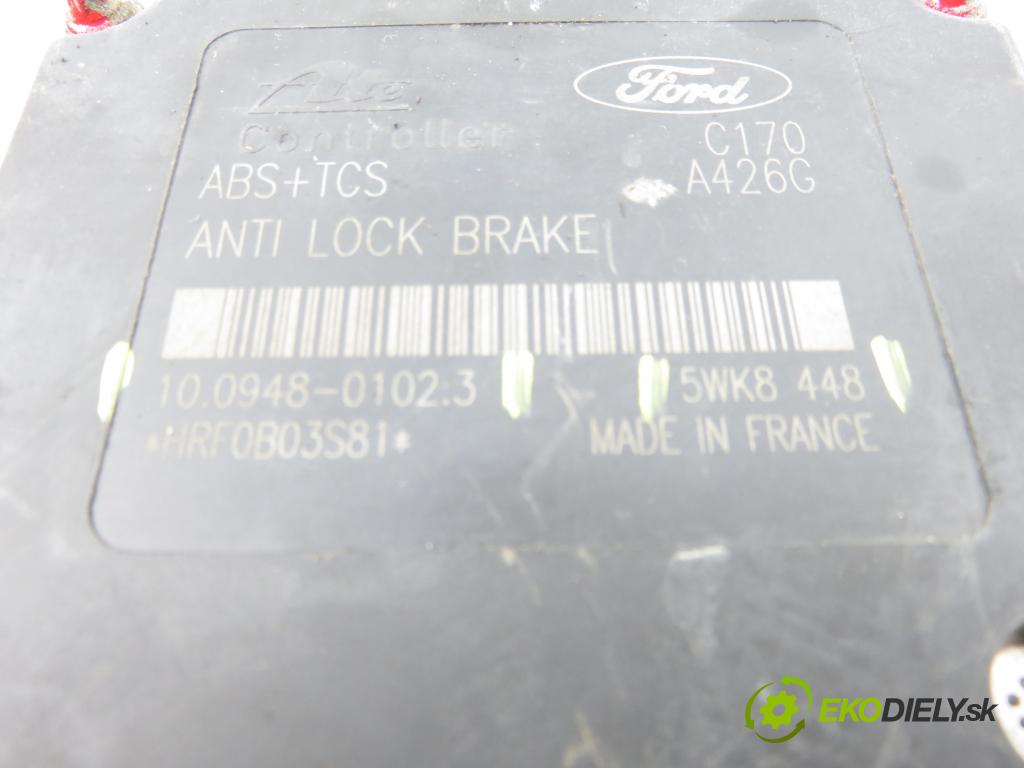 Ate Ford
Controller C170
ABS+TCS A426G
ANTI LOCK BRAKE
10.0948-0102.3 5WK8 448
*HRF0B03S81* MADE IN FRANCE
EKODIELY.sk